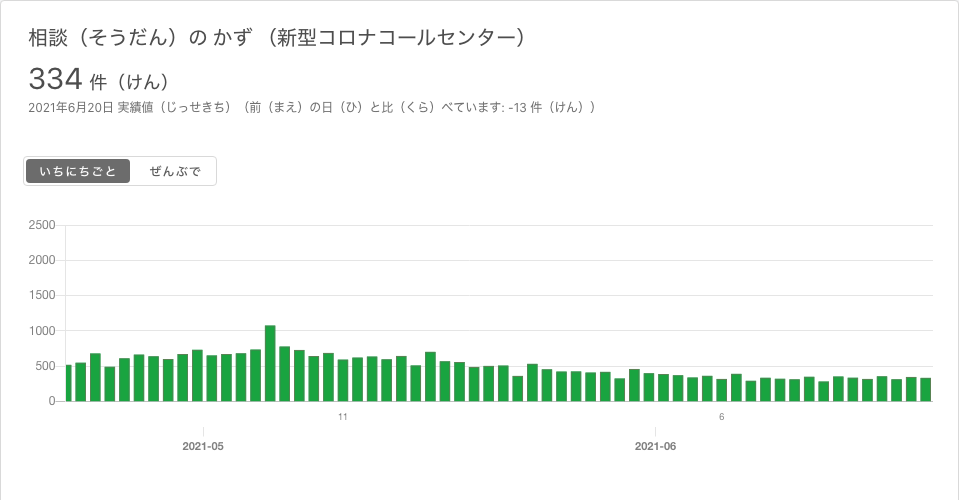 相談（そうだん）の かず （新型コロナコールセンター）
334 件（けん）
2021年6月20日 実績値（じっせきち）（前（まえ）の日（ひ）と比（くら）べています: -13 件（けん））
いちにちごと ぜんぶで
2500
2000
1500
1000
500
0
11 6
2021-05 2021-06